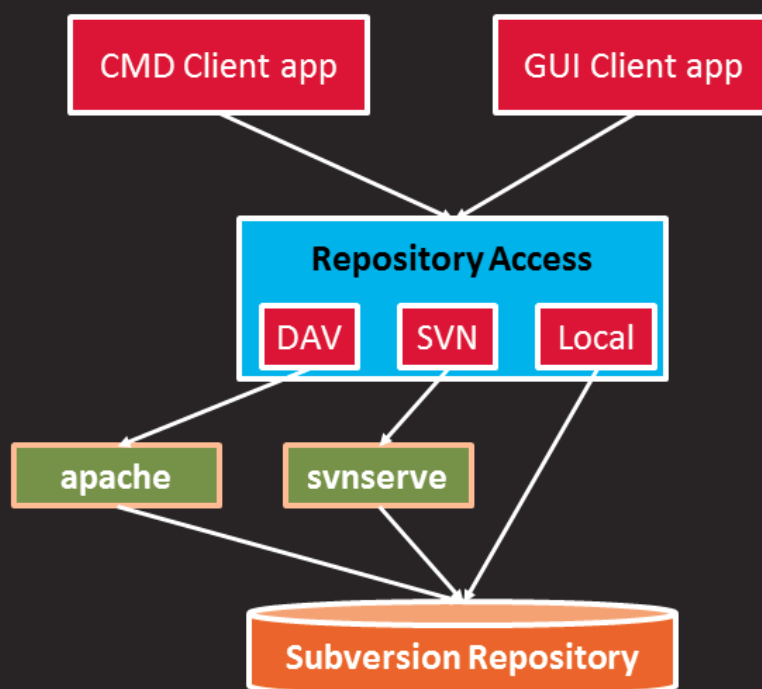 CMD Client app
GUI Client app
Repository Access
DAV
SVN
Local
apache
svnserve
Subversion Repository